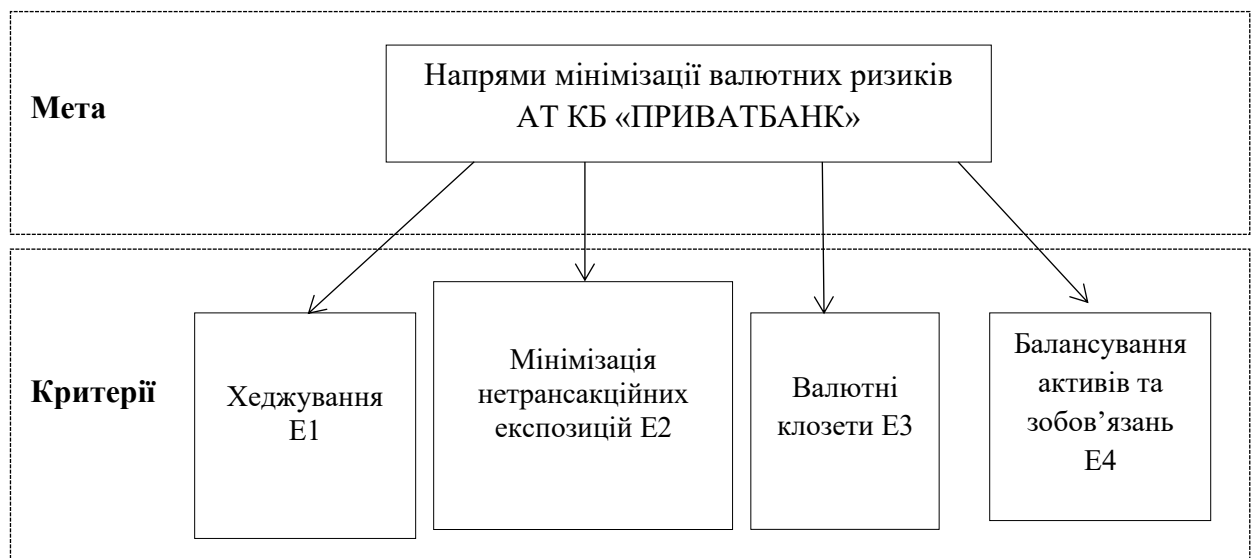 Мета
Напрями мінімізації валютних ризиків
АТ КБ «ПРИВАТБАНК»
Критерії
Хеджування
Е1
Мінімізація
нетрансакційних
експозицій Е2
Валютні
клозети Е3
Балансування
активів та
зобов’язань
Е4